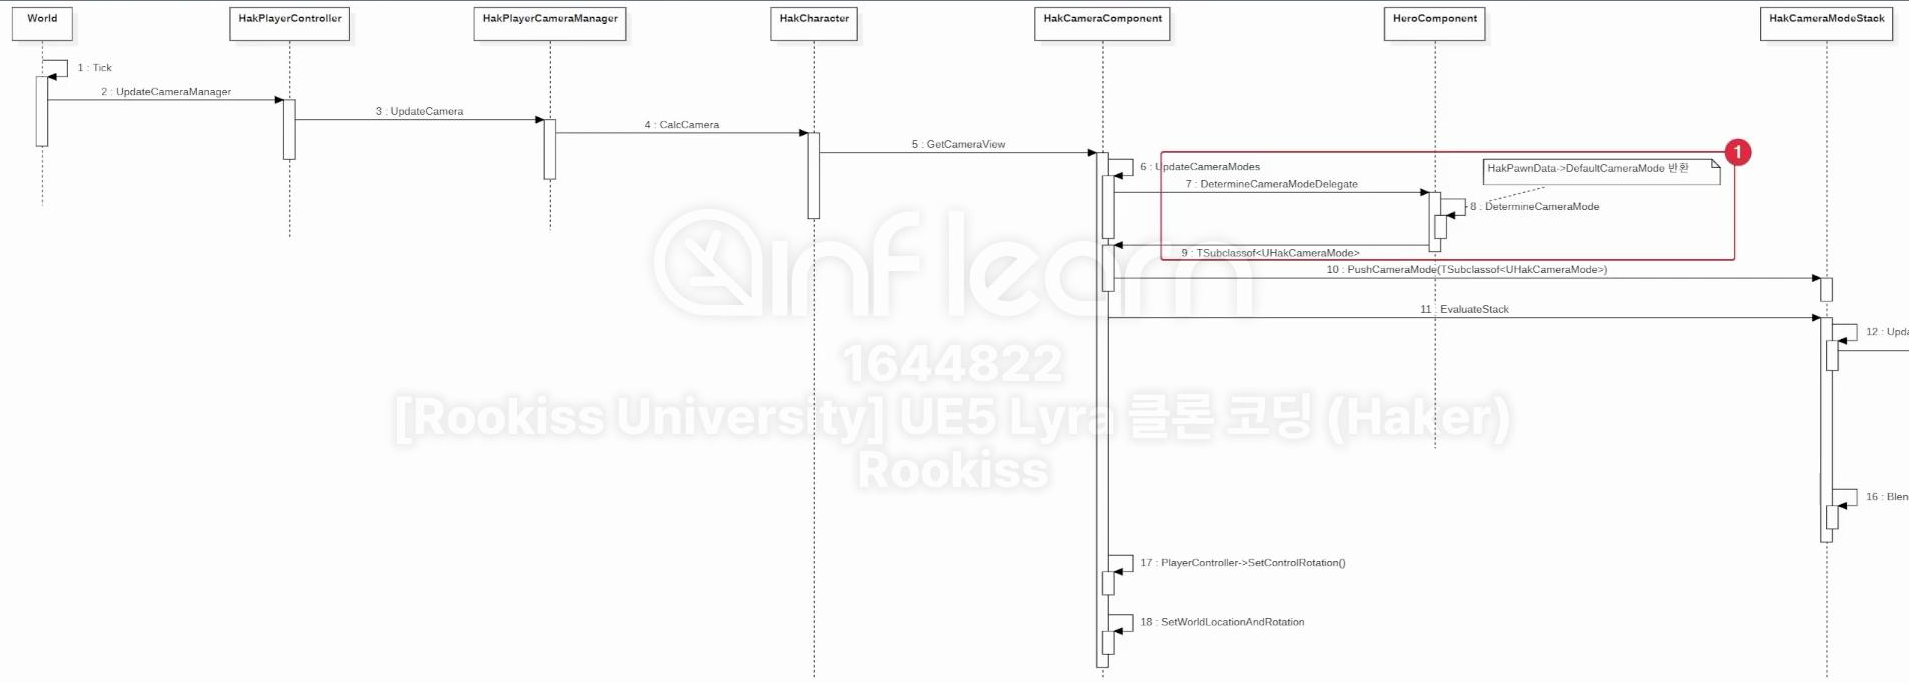 World
HakPlayerController
HakPlayerCameraManager
HakCharacter
HakCameraComponent
HeroComponent
HakCameraModeStack
1 : Tick
2 : UpdateCameraManager
3 : UpdateCamera
4 : CalcCamera
5 : GetCameraView
1
6 : UpdateCameraModes
HakPawnData->DefaultCameraMode 반환
7 : DetermineCameraModeDelegate
8 : DetermineCameraMode
9 : TSubclassof<UHakCameraMode>
10 : PushCameraMode(TSubclassof<UHakCameraMode>)
11 : EvaluateStack
12 : Upda
inflearn
1644822
[Rookiss University] UE5 Lyra 클론 코딩 (Haker)
Rookiss
16 : Blen
17 : PlayerController->SetControlRotation()
18 : SetWorldLocationAndRotation